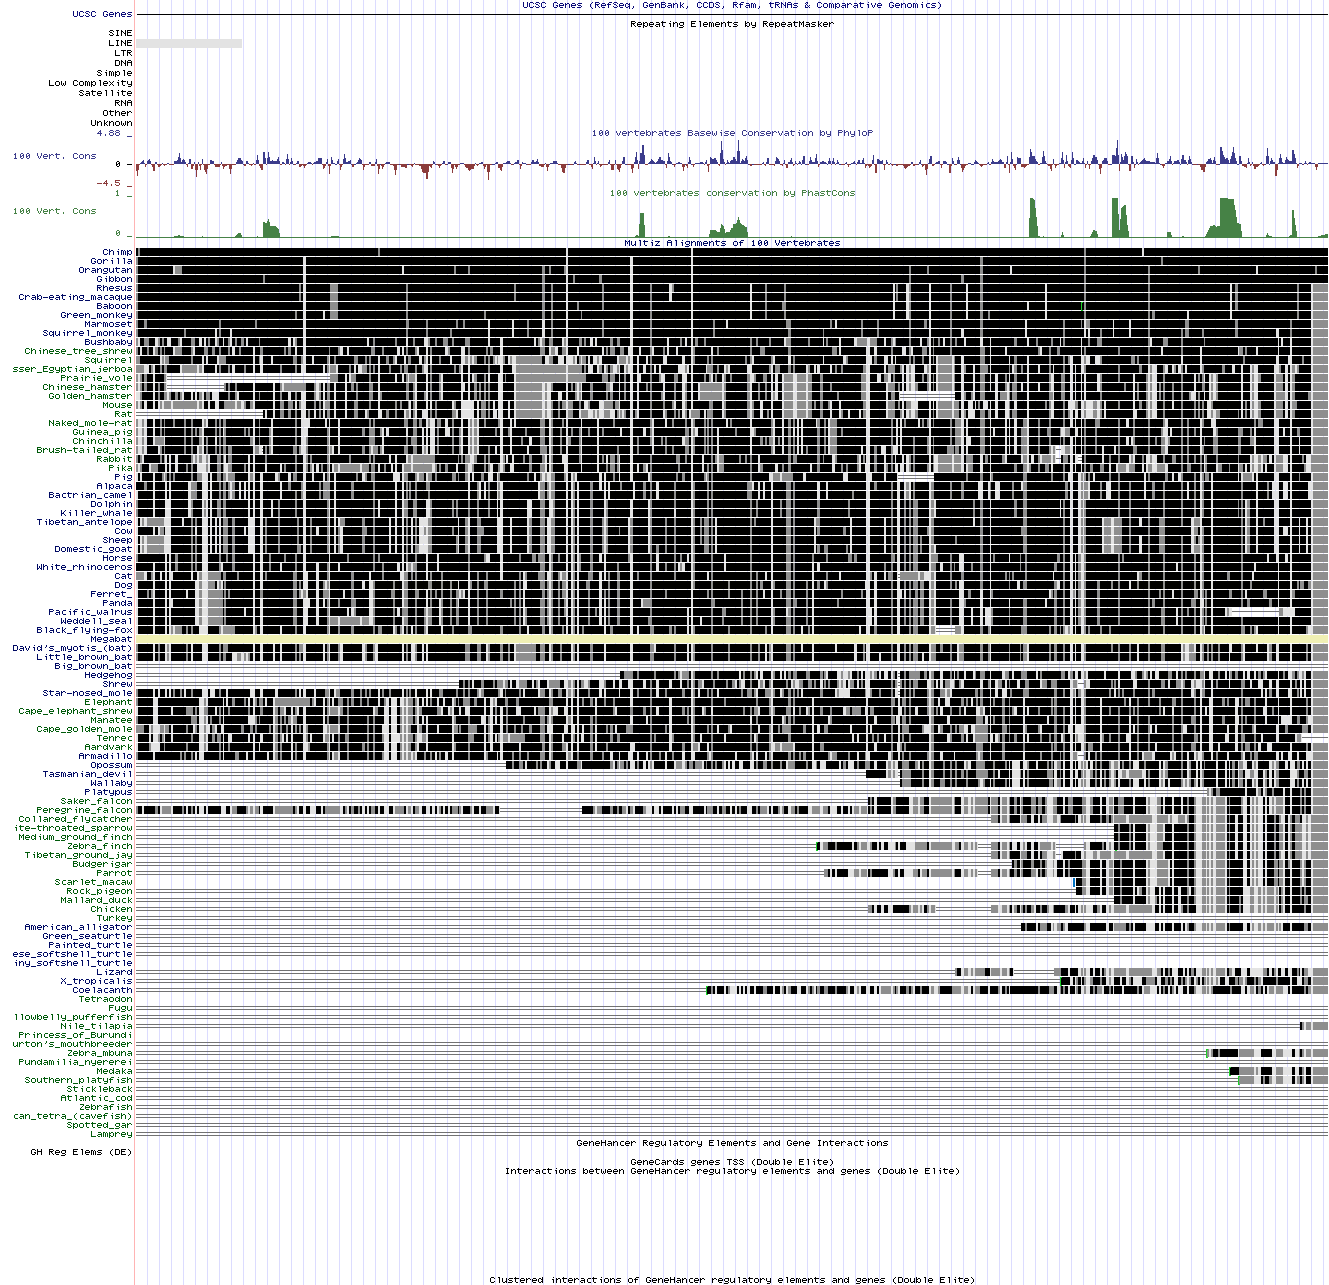 UCSC Genes (RefSeq, GenBank, CCDS, Rfam, tRNAs & Comparative Genomics)
UCSC Genes
Repeating Elements by RepeatMasker
SINE
LINE
LTR
DNA
Simple
Low Complexity
Satellite
RNA
Other
Unknown
4.88 _
100 vertebrates Basewise Conservation by PhyloP
100 Vert. Cons
0 _
-4.5 _
1 _
100 vertebrates conservation by PhastCons
100 Vert. Cons
0 _
Multiz Alignments of 100 Vertebrates
Chimp
Gorilla
Orangutan
Gibbon
Rhesus
Crab-eating_macaque
Baboon
Green_monkey
Marmoset
Squirrel_monkey
Bushbaby
Chinese_tree_shrew
Squirrel
sser_Egyptian_jerboa
Prairie_vole
Chinese_hamster
Golden_hamster
Mouse
Rat
Naked_mole-rat
Guinea_pig
Chinchilla
Brush-tailed_rat
Rabbit
Pika
Pig
Alpaca
Bactrian_camel
Dolphin
Killer_whale
Tibetan_antelope
Cow
Sheep
Domestic_goat
Horse
White_rhinoceros
Cat
Dog
Ferret_
Panda
Pacific_walrus
Weddell_seal
Black_flying-fox
Megabat
David's_myotis_(bat)
Little_brown_bat
Big_brown_bat
Hedgehog
Shrew
Star-nosed_mole
Elephant
Cape_elephant_shrew
Manatee
Cape_golden_mole
Tenrec
Aardvark
Armadillo
Opossum
Tasmanian_devil
Wallaby
Platypus
Saker_falcon
Peregrine_falcon
Collared_flycatcher
ite-throated_sparrow
Medium_ground_finch
Zebra_finch
Tibetan_ground_jay
Budgerigar
Parrot
Scarlet_macaw
Rock_pigeon
Mallard_duck
Chicken
Turkey
American_alligator
Green_seaturtle
Painted_turtle
ese_softshell_turtle
iny_softshell_turtle
Lizard
X_tropicalis
Coelacanth
Tetraodon
Fugu
llowbelly_pufferfish
Nile_tilapia
Princess_of_Burundi
urton's_mouthbreeder
Zebra_mbuna
Pundamilia_nyererei
Medaka
Southern_platyfish
Stickleback
Atlantic_cod
Zebrafish
can_tetra_(cavefish)
Spotted_gar
Lamprey
GeneHancer Regulatory Elements and Gene Interactions
GH Reg Elems (DE)
GeneCards genes TSS (Double Elite)
Interactions between GeneHancer regulatory elements and genes (Double Elite)
Clustered interactions of GeneHancer regulatory elements and genes (Double Elite)